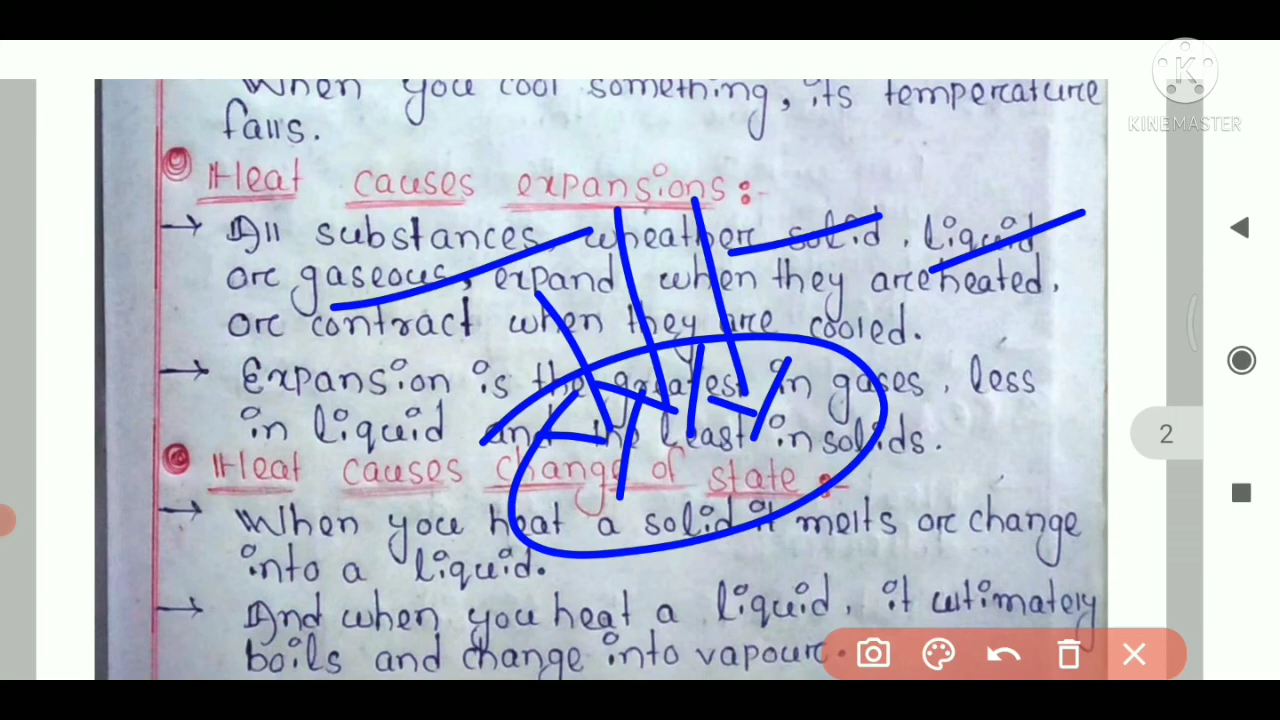 When you cool something, its temperature
falls.
Heat causes expansions:-
→ All substances, wheather solid, liquid
or gaseous, expand when they are heated.
or contract when they are cooled.
→ Expansion is the greatest in gases, less
in liquid and the least in solids.
Heat causes change of state:-
→ When you heat a solid it melts or change
into a liquid.
→ And when you heat a liquid, it ultimately
boils and change into vapour.
K
KINEMASTER
2